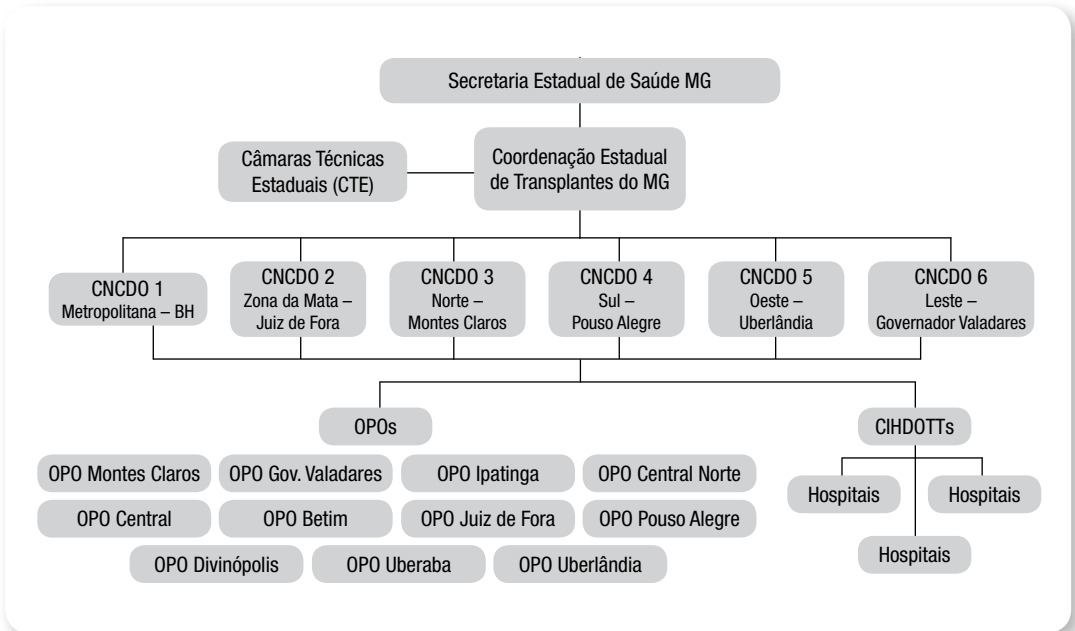 Secretaria Estadual de Saúde MG
Câmaras Técnicas
Estaduais (CTE)
Coordenação Estadual
de Transplantes do MG
CNCDO 1
Metropolitana – BH
CNCDO 2
Zona da Mata –
Juiz de Fora
CNCDO 3
Norte –
Montes Claros
CNCDO 4
Sul –
Pouso Alegre
CNCDO 5
Oeste –
Uberlândia
CNCDO 6
Leste –
Governador Valadares
OPOs
OPO Montes Claros
OPO Gov. Valadares
OPO Ipatinga
OPO Central Norte
OPO Central
OPO Betim
OPO Juiz de Fora
OPO Pouso Alegre
OPO Divinópolis
OPO Uberaba
OPO Uberlândia
CIHDOTTs
Hospitais
Hospitais
Hospitais